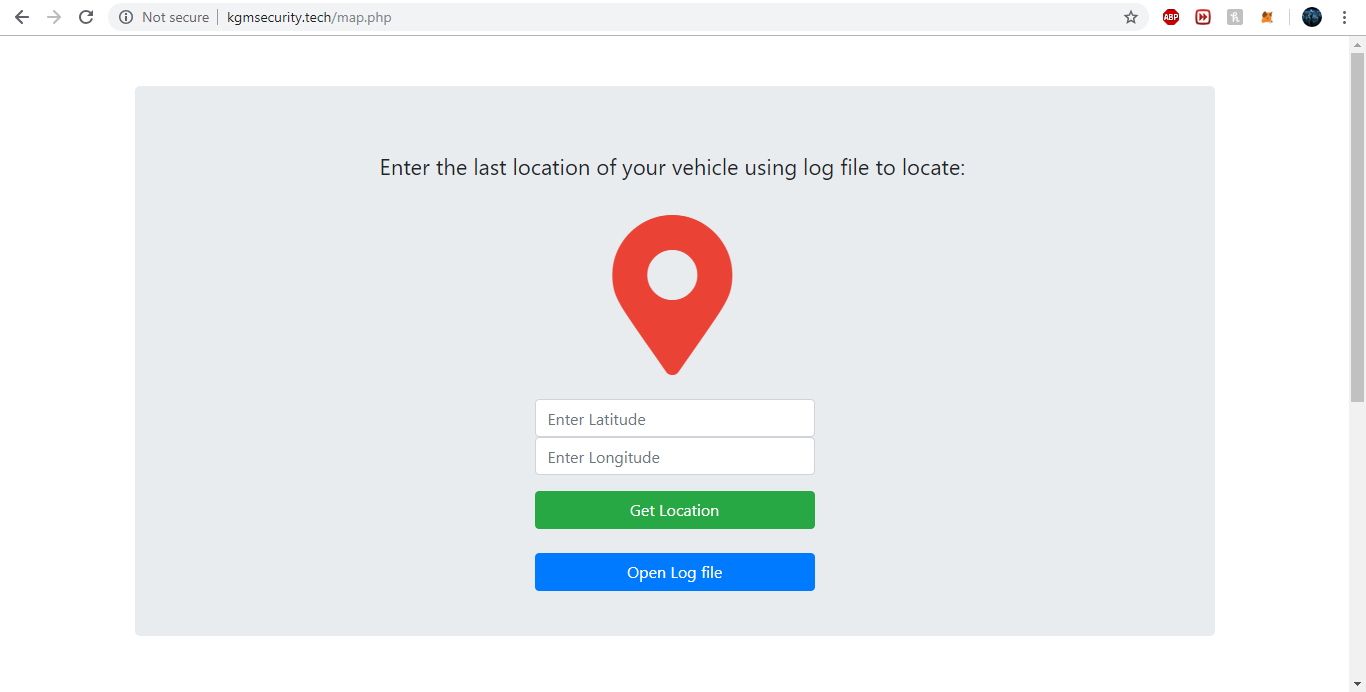 Not secure | kgmsecurity.tech/map.php
ABP
Enter the last location of your vehicle using log file to locate:
Enter Latitude
Enter Longitude
Get Location
Open Log file